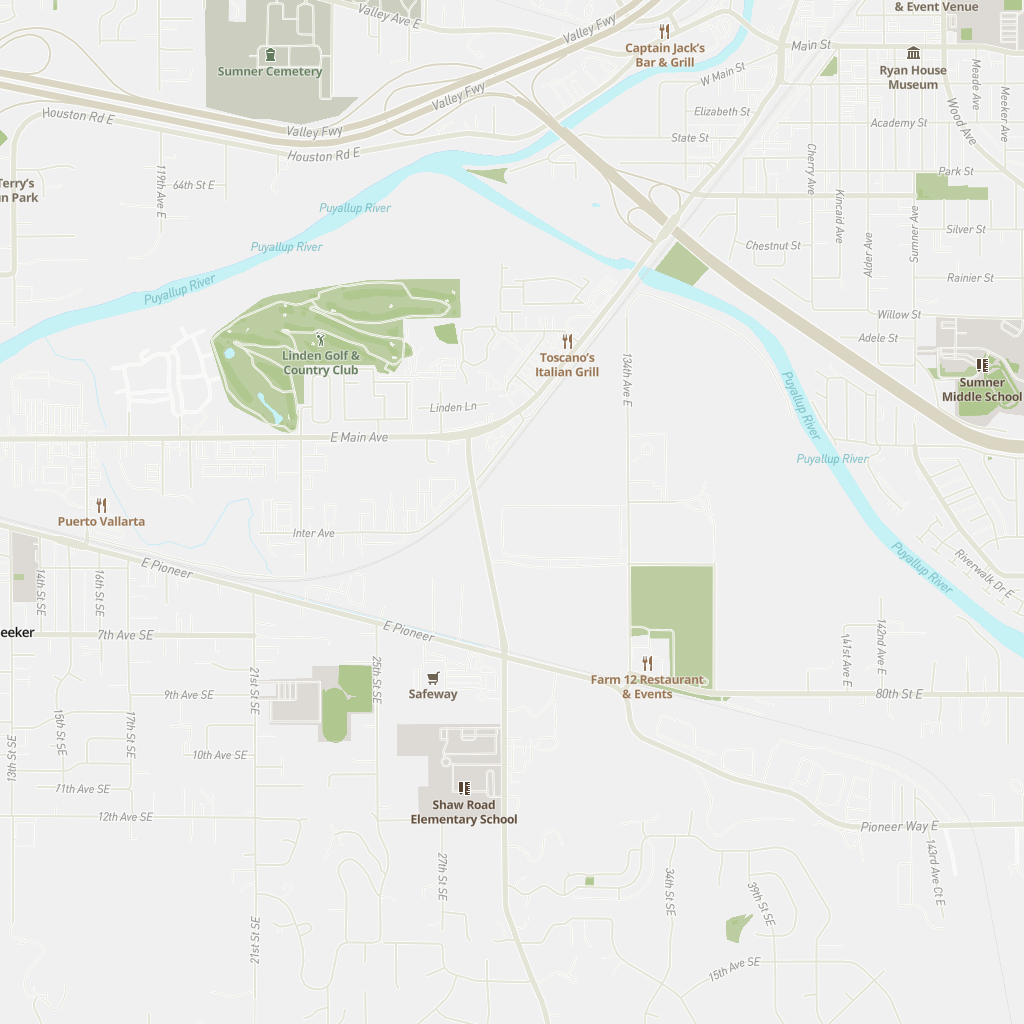 & Event Venue
Valley Ave E
Valley Fwy
Captain Jack's
Bar & Grill
Main St
Ryan House
Museum
Sumner Cemetery
W Main St
Meade Ave
Meeker Ave
Valley Fwy
Elizabeth St
Wood Ave
Houston Rd E
Valley Fwy
Academy St
State St
Houston Rd E
Cherry Ave
Park St
119th Ave E
64th St E
Terry's
un Park
Kincaid Ave
Puyallup River
Sumner Ave
Silver St
Alder Ave
Puyallup River
Chestnut St
Rainier St
Puyallup River
Willow St
Adele St
Linden Golf &
Country Club
Toscano's
Italian Grill
134th Ave E
Sumner
Middle School
Puyallup River
Linden Ln
E Main Ave
Puyallup River
Puerto Vallarta
Inter Ave
E Pioneer
Puyallup River
Riverwalk Dr E
14th St SE
16th St SE
eeker
7th Ave SE
E Pioneer
142nd Ave E
141st Ave E
21st St SE
25th St SE
9th Ave SE
Safeway
Farm 12 Restaurant
& Events
80th St E
15th St SE
17th St SE
13th St SE
10th Ave SE
11th Ave SE
Shaw Road
Elementary School
12th Ave SE
Pioneer Way E
27th St SE
34th St SE
39th St SE
143rd Ave Ct E
21st St SE
15th Ave SE